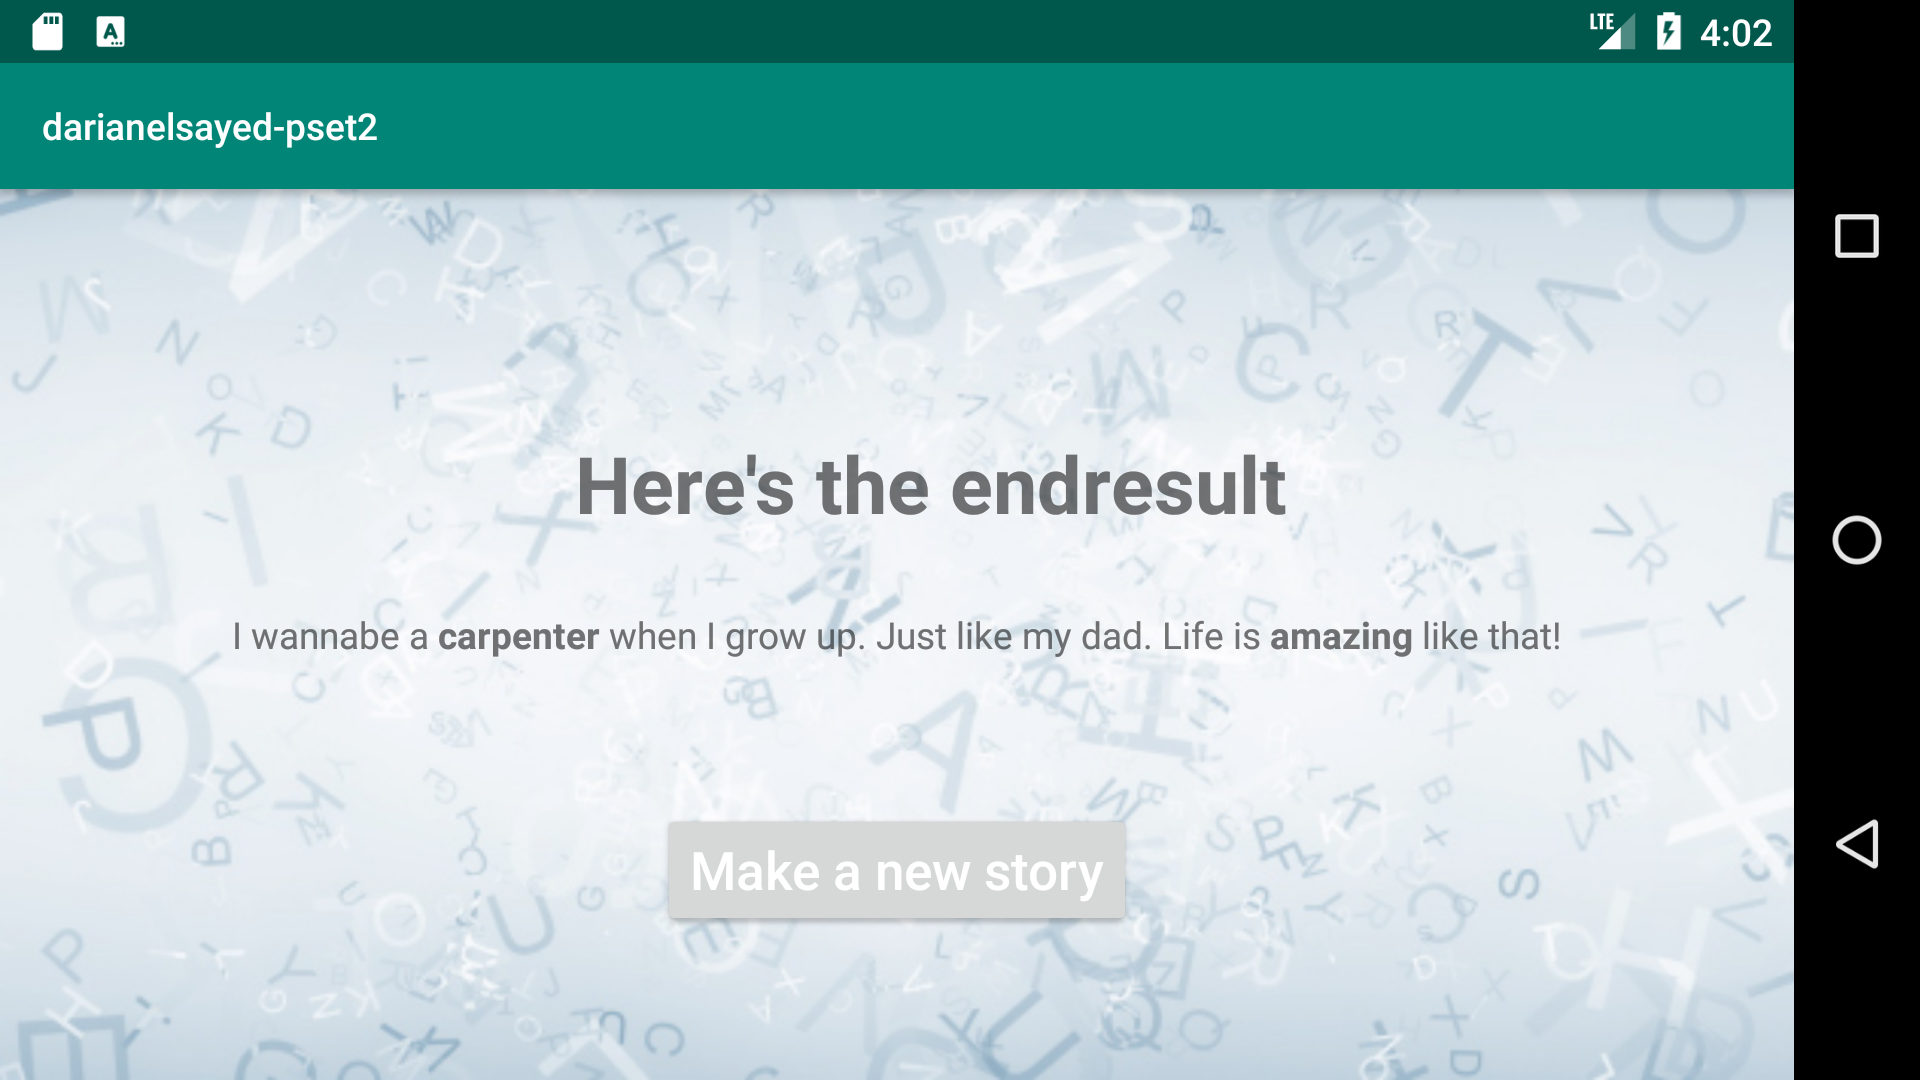 LTE 4:02
darianelsayed-pset2
Here's the endresult
I wannabe a carpenter when I grow up. Just like my dad. Life is amazing like that!
Make a new story